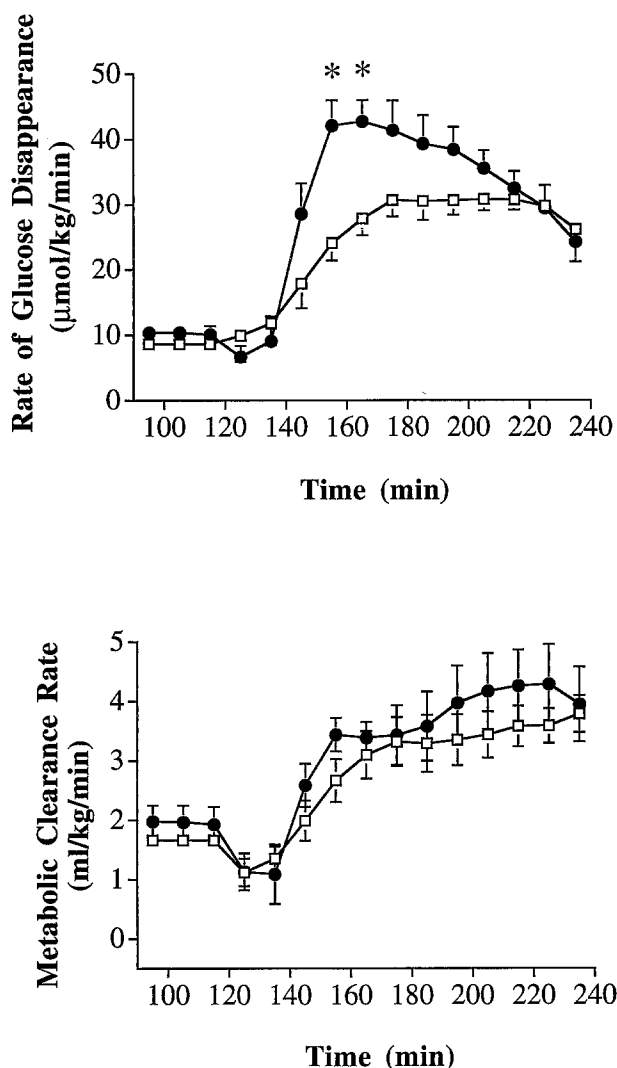 Rate of Glucose Disappearance
(μmol/kg/min)
* *
50
40
30
20
10
0
100 120 140 160 180 200 220 240
Time (min)
Metabolic Clearance Rate
(ml/kg/min)
5
4
3
2
1
0
100 120 140 160 180 200 220 240
Time (min)